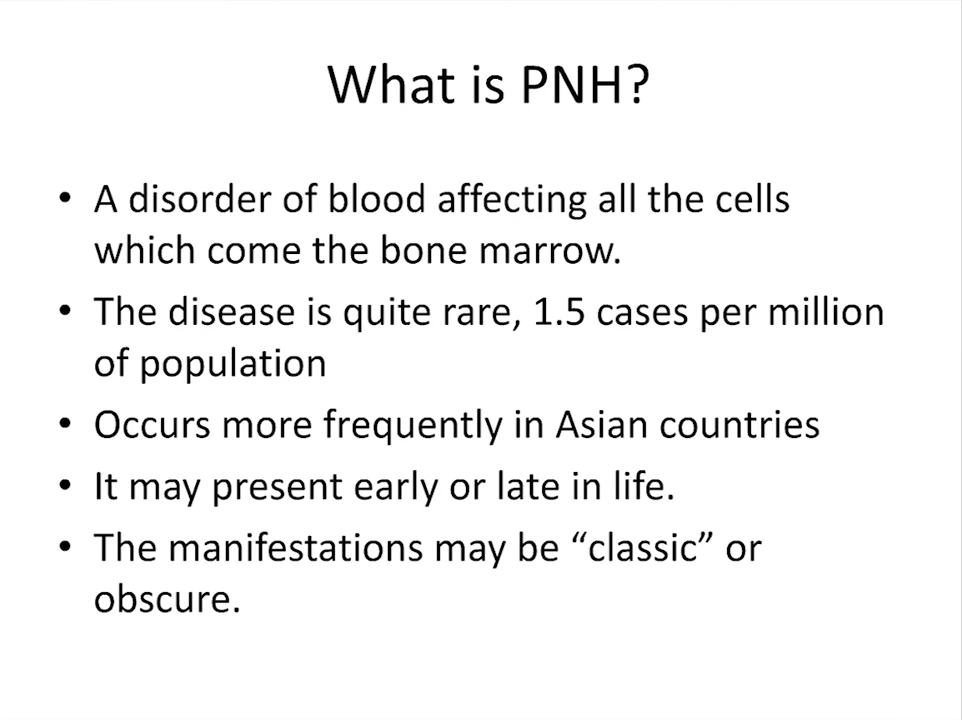 What is PNH?
• A disorder of blood affecting all the cells
which come the bone marrow.
• The disease is quite rare, 1.5 cases per million
of population
• Occurs more frequently in Asian countries
• It may present early or late in life.
• The manifestations may be “classic” or
obscure.